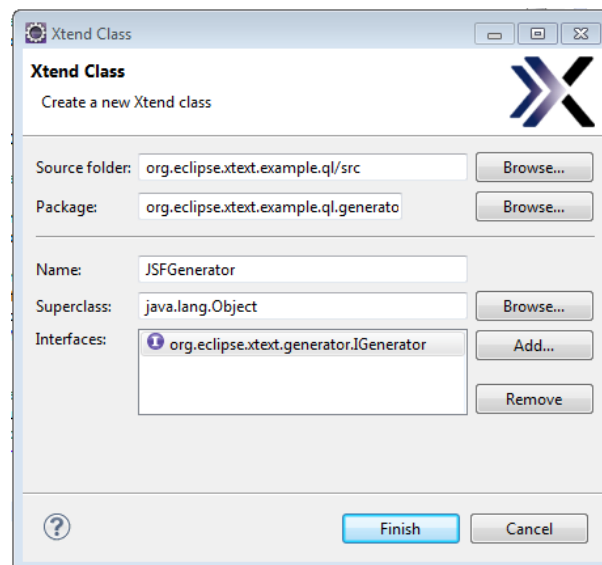 Xtend Class
Xtend Class
Create a new Xtend class
Source folder: org.eclipse.xtext.example.ql/src Browse...
Package: org.eclipse.xtext.example.ql.generato Browse...
Name: JSFGenerator
Superclass: java.lang.Object Browse...
Interfaces: I org.eclipse.xtext.generator.IGenerator Add...
Remove
? Finish Cancel